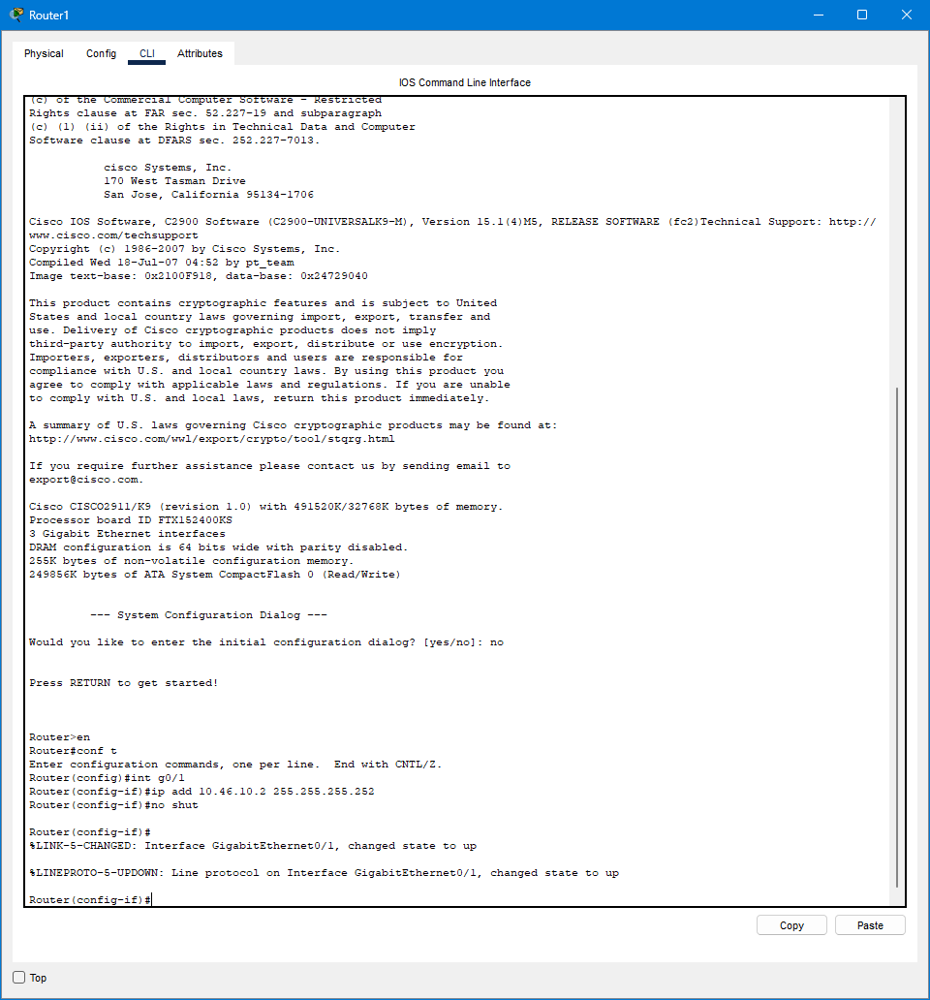 Router1
Physical Config CLI Attributes
IOS Command Line Interface
(c) of the Commercial Computer Software - Restricted
Rights clause at FAR sec. 52.227-19 and subparagraph
(c) (1) (ii) of the Rights in Technical Data and Computer
Software clause at DFARS sec. 252.227-7013.
cisco Systems, Inc.
170 West Tasman Drive
San Jose, California 95134-1706
Cisco IOS Software, C2900 Software (C2900-UNIVERSALK9-M), Version 15.1(4)M5, RELEASE SOFTWARE (fc2)Technical Support: http://
www.cisco.com/techsupport
Copyright (c) 1986-2007 by Cisco Systems, Inc.
Compiled Wed 18-Jul-07 04:52 by pt_team
Image text-base: 0x2100F918, data-base: 0x24729040
This product contains cryptographic features and is subject to United
States and local country laws governing import, export, transfer and
use. Delivery of Cisco cryptographic products does not imply
third-party authority to import, export, distribute or use encryption.
Importers, exporters, distributors and users are responsible for
compliance with U.S. and local country laws. By using this product you
agree to comply with applicable laws and regulations. If you are unable
to comply with U.S. and local laws, return this product immediately.
A summary of U.S. laws governing Cisco cryptographic products may be found at:
http://www.cisco.com/wwl/export/crypto/tool/stqrg.html
If you require further assistance please contact us by sending email to
export@cisco.com.
Cisco CISCO2911/K9 (revision 1.0) with 491520K/32768K bytes of memory.
Processor board ID FTX152400KS
3 Gigabit Ethernet interfaces
DRAM configuration is 64 bits wide with parity disabled.
255K bytes of non-volatile configuration memory.
249856K bytes of ATA System CompactFlash 0 (Read/Write)
--- System Configuration Dialog ---
Would you like to enter the initial configuration dialog? [yes/no]: no
Press RETURN to get started!
Router>en
Router#conf t
Enter configuration commands, one per line.  End with CNTL/Z.
Router(config)#int g0/1
Router(config-if)#ip add 10.46.10.2 255.255.255.252
Router(config-if)#no shut
Router(config-if)#
%LINK-5-CHANGED: Interface GigabitEthernet0/1, changed state to up
%LINEPROTO-5-UPDOWN: Line protocol on Interface GigabitEthernet0/1, changed state to up
Router(config-if)#
Copy Paste
Top